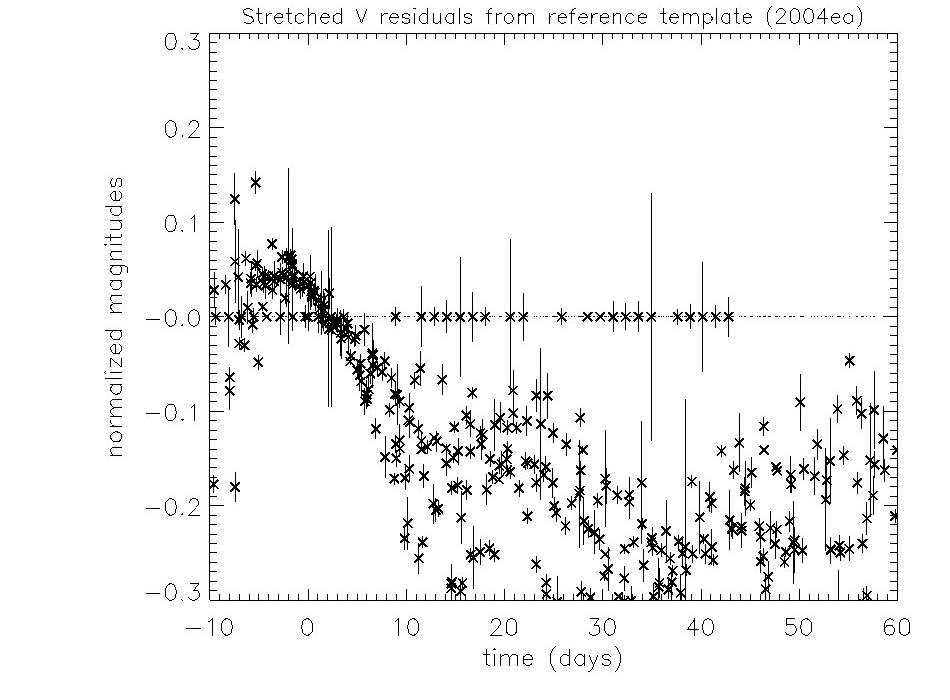 Stretched V residuals from reference template (2004eo)
0.3
0.2
0.1
−0.0
−0.1
−0.2
−0.3
normalized magnitudes
−10 0 10 20 30 40 50 60
time (days)